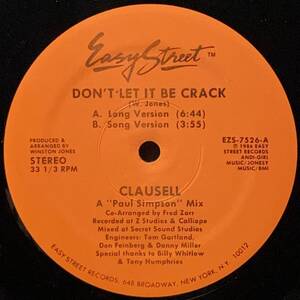 Easy Street ™
DON'T LET IT BE CRACK
(W. Jones)
A. Long Version (6:44)
B. Song Version (3:55)
PRODUCED &
ARRANGED BY
WINSTON JONES
STEREO
33 1/3 RPM
EZS-7526-A
Ⓟ 1986 EASY
STREET RECORDS
ANDI-GIRL
MUSIC/JONESY
MUSIC/BMI
CLAUSELL
A "Paul Simpson" Mix
Co-Arranged by Fred Zarr
Recorded at Z Studios & Calliope
Mixed at Secret Sound Studios
Engineers: Tom Gartland,
Don Feinberg & Danny Miller
Special thanks to Billy Whitlow
& Tony Humphries
EASY STREET RECORDS, 648 BROADWAY, NEW YORK, N.Y. 10012